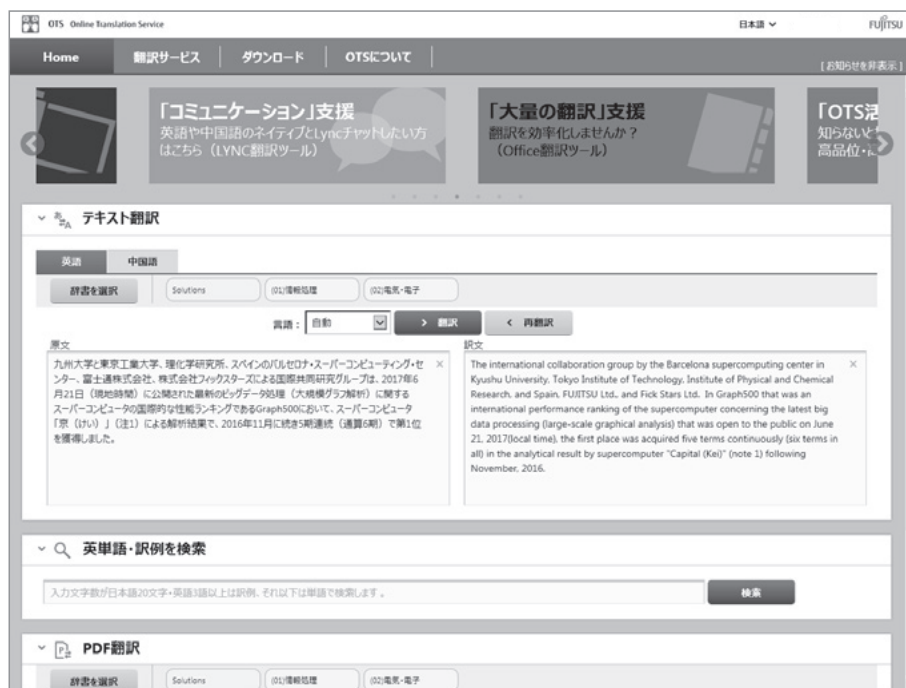 OTS Online Translation Service
日本語
FUJITSU
Home
翻訳サービス
ダウンロード
OTSについて
[お知らせを非表示]
「コミュニケーション」支援
英語や中国語のネイティブとLyncチャットしたい方
はこちら（LYNC翻訳ツール）
「大量の翻訳」支援
翻訳を効率化しませんか？
（Office翻訳ツール）
「OTS活
知らないと
高品位・
テキスト翻訳
英語
中国語
辞書を選択
Solutions
(01)情報処理
(02)電気・電子
言語：
自動
> 翻訳
< 再翻訳
原文
九州大学と東京工業大学、理化学研究所、スペインのバルセロナ・スーパーコンピューティング・セ
ンター、富士通株式会社、株式会社フィックスターズによる国際共同研究グループは、2017年6
月21日（現地時間）に公開された最新のビッグデータ処理（大規模グラフ解析）に関する
スーパーコンピュータの国際的な性能ランキングであるGraph500において、スーパーコンピュータ
「京（けい）」（注1）による解析結果で、2016年11月に続き5期連続（通算6期）で第1位
を獲得しました。
訳文
The international collaboration group by the Barcelona supercomputing center in
Kyushu University, Tokyo Institute of Technology, Institute of Physical and Chemical
Research, and Spain, FUJITSU Ltd., and Fick Stars Ltd. In Graph500 that was an
international performance ranking of the supercomputer concerning the latest big
data processing (large-scale graphical analysis) that was open to the public on June
21, 2017(local time), the first place was acquired five terms continuously (six terms in
all) in the analytical result by supercomputer "Capital (Kei)" (note 1) following
November, 2016.
英単語・訳例を検索
入力文字数が日本語20文字・英語3語以上は訳例、それ以下は単語で検索します。
検索
PDF翻訳
辞書を選択
Solutions
(01)情報処理
(02)電気・電子